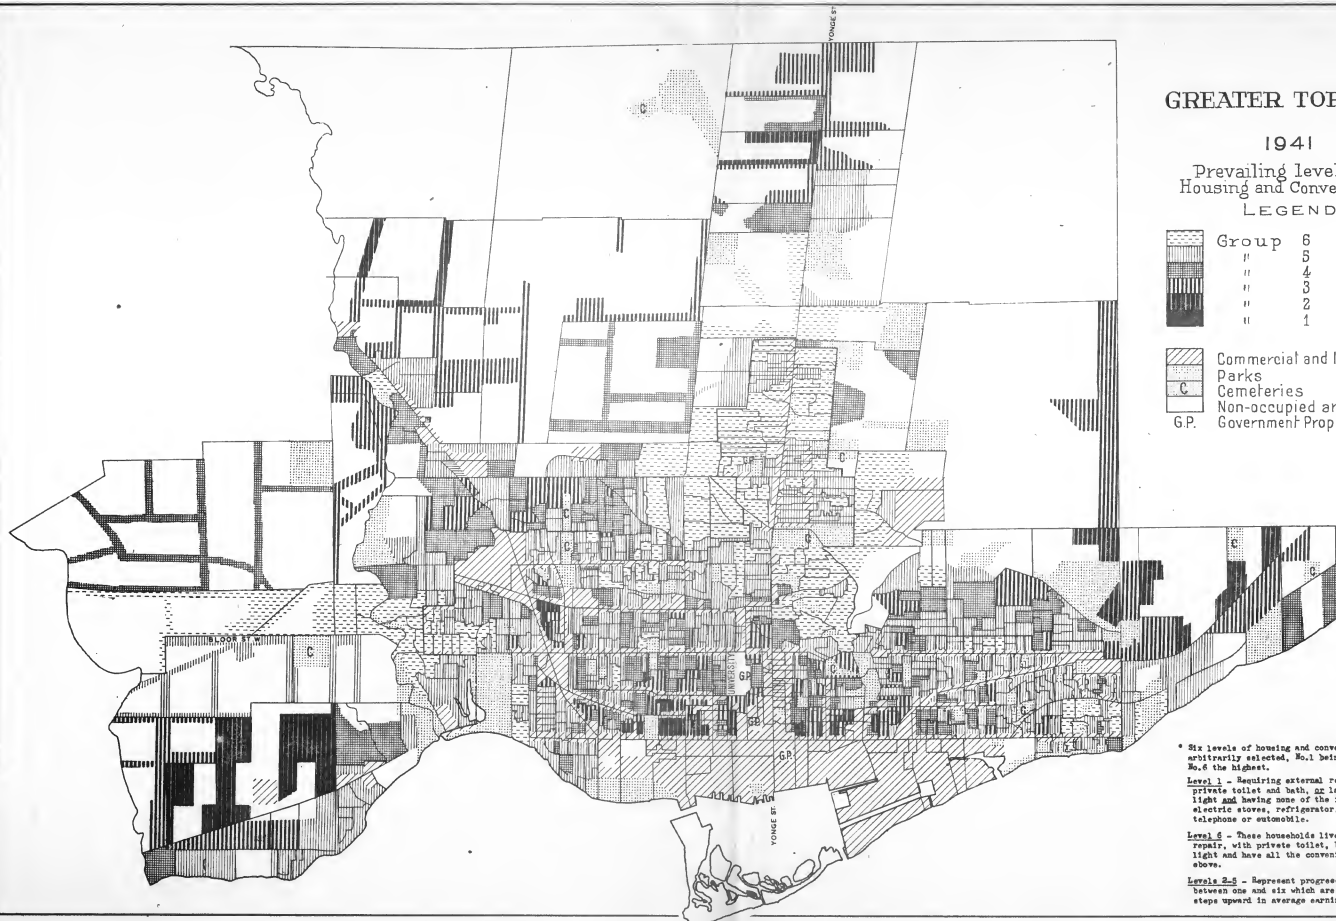 YONGE ST.
GREATER TOR
1941
Prevailing level
Housing and Conve
LEGEND
Group 6
" 5
" 4
" 3
" 2
" 1
Commercial and
Parks
C Cemeteries
Non-occupied ar
G.P. Government Prop
C
C
C
C
C
C
C
C
G.P.
BLOOR ST. W.
C
UNIVERSITY
G.P.
C
G.P.
C
C
G.P.
YONGE ST.
* Six levels of housing and conve
arbitrarily selected, No.1 bein
No.6 the highest.
Level 1 - Requiring external re
private toilet and bath, or la
light and having none of the
electric stoves, refrigerator
telephone or automobile.
Level 6 - These households live
repair, with private toilet,
light and have all the conveni
above.
Levels 2-5 - Represent progres
between one and six which are
steps upward in average earni